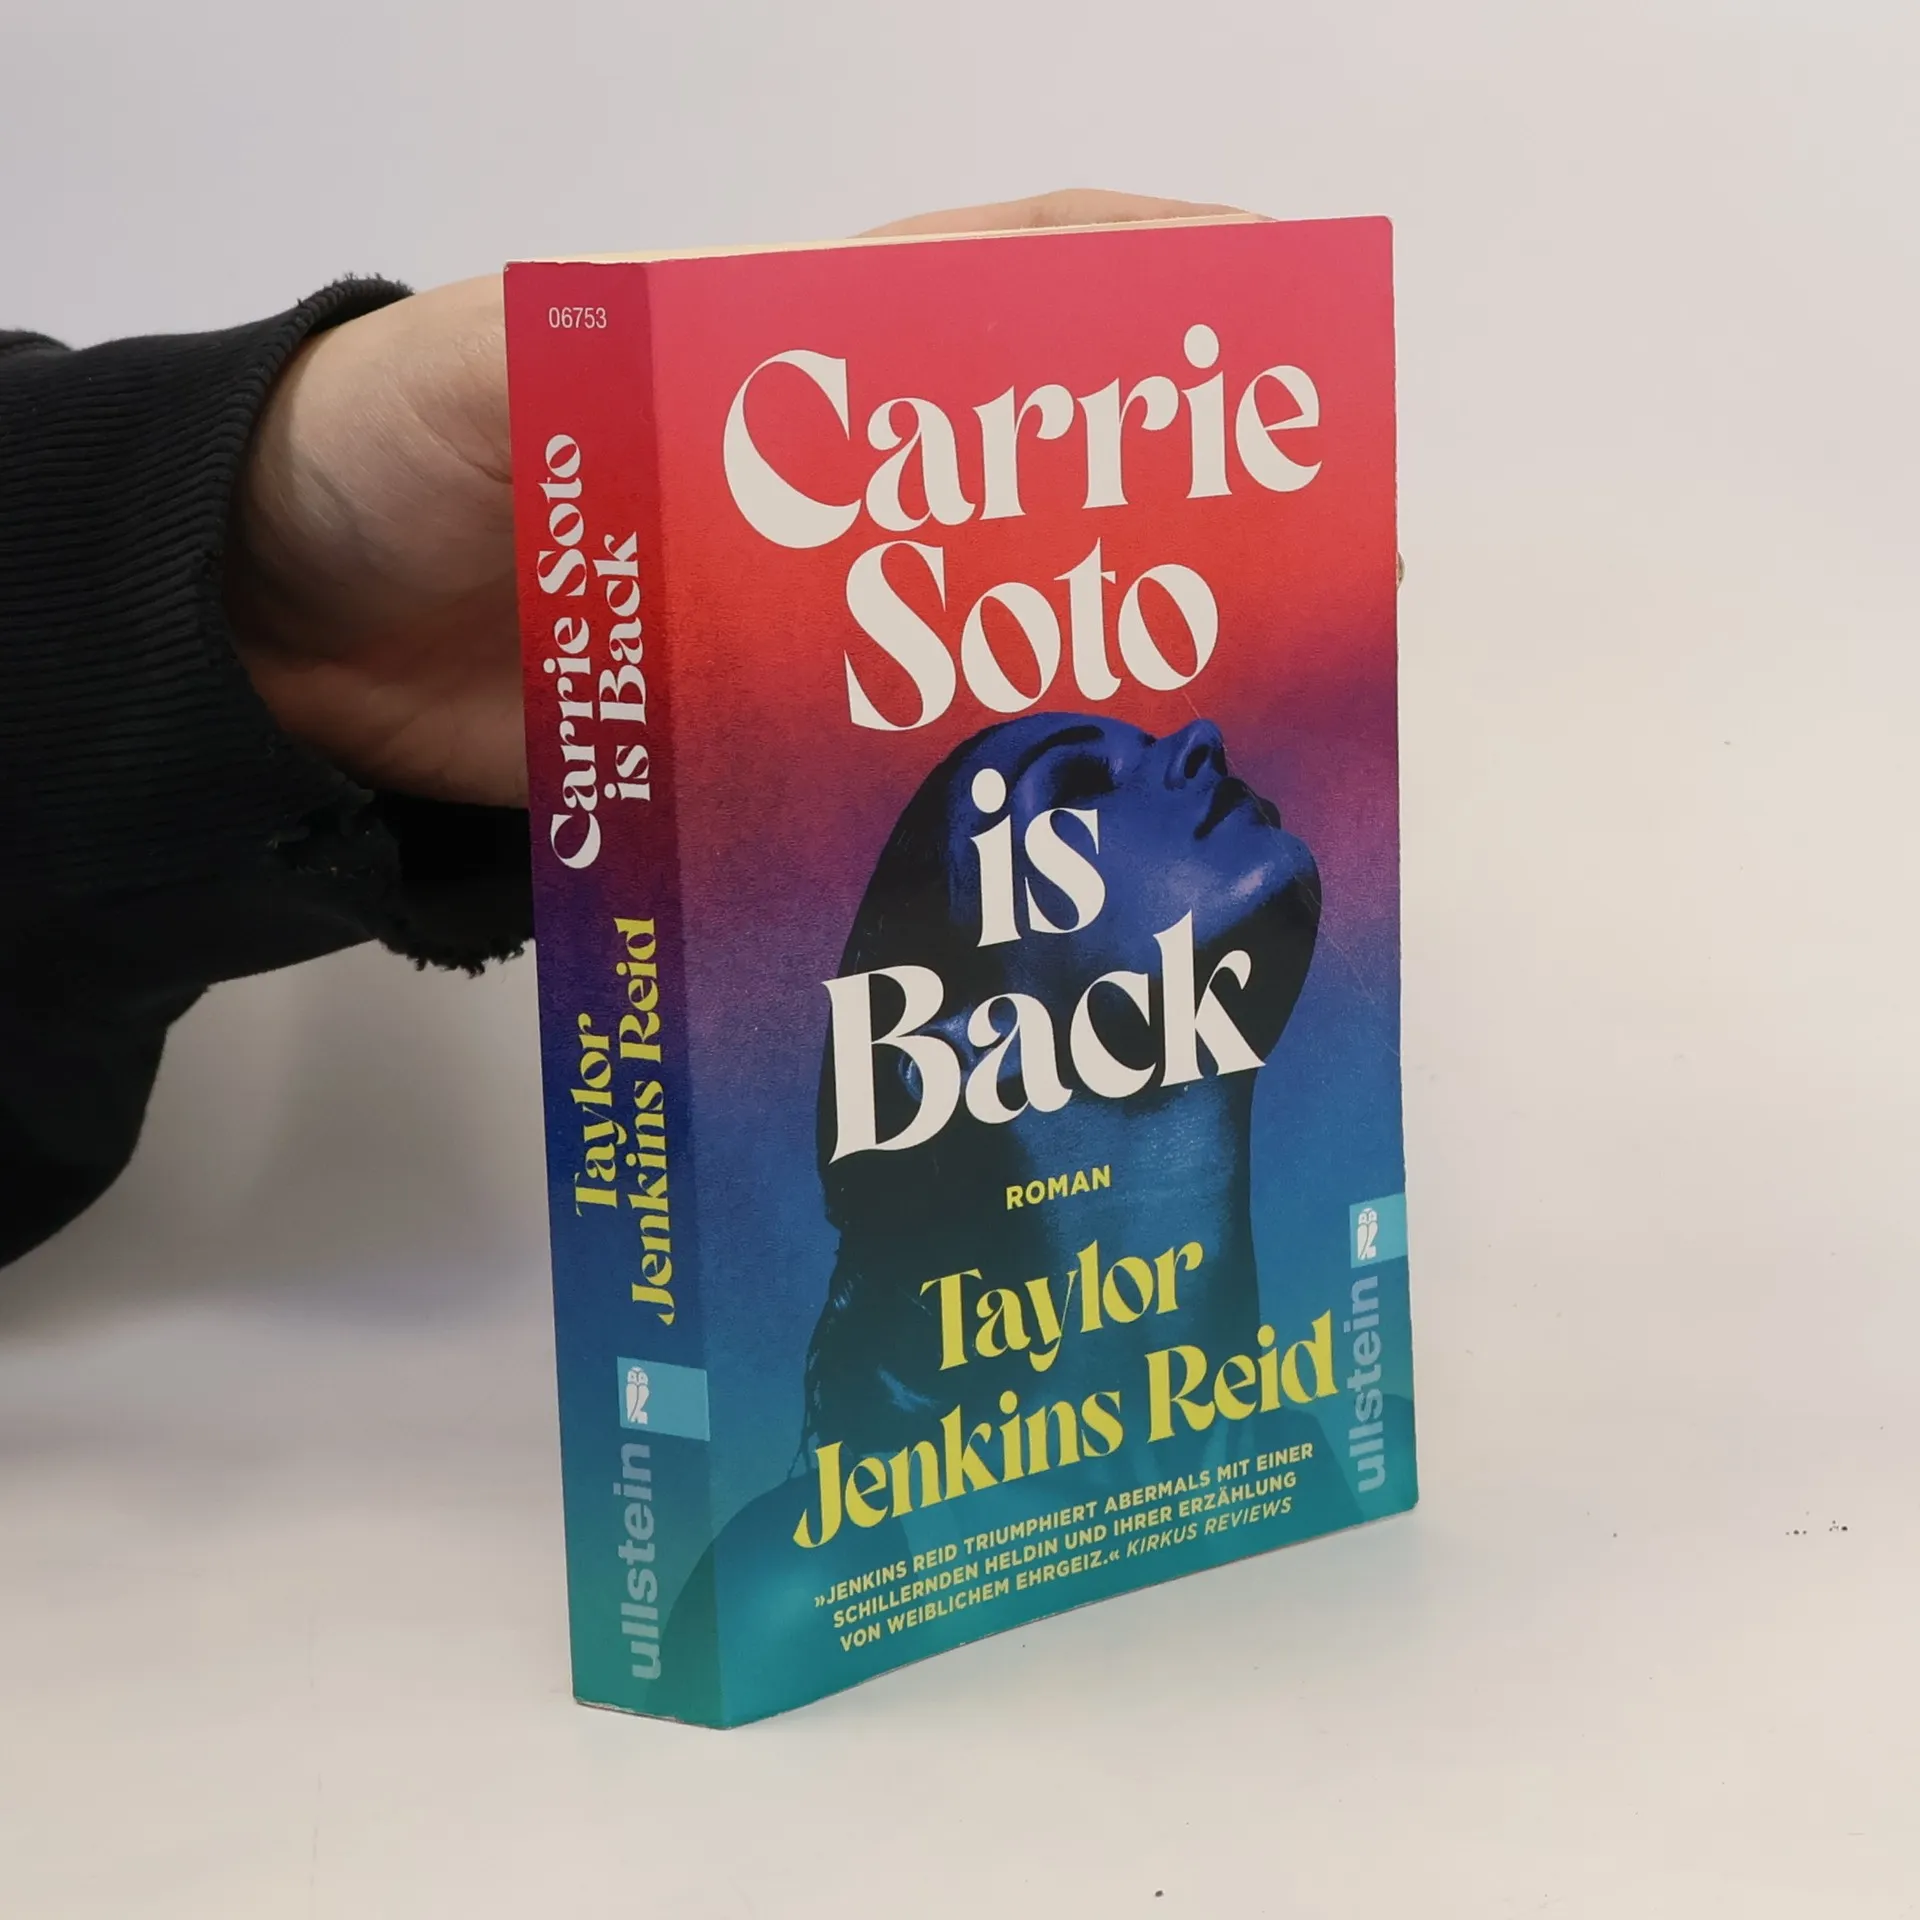 06753
Carrie Soto
is Back
Taylor
Jenkins Reid
ullstein
Carrie
Soto
is
Back
ROMAN
Taylor
Jenkins Reid
»JENKINS REID TRIUMPHIERT ABERMALS MIT EINER
SCHILLERNDEN HELDIN UND IHRER ERZÄHLUNG
VON WEIBLICHEM EHRGEIZ.« KIRKUS REVIEWS
ullstein